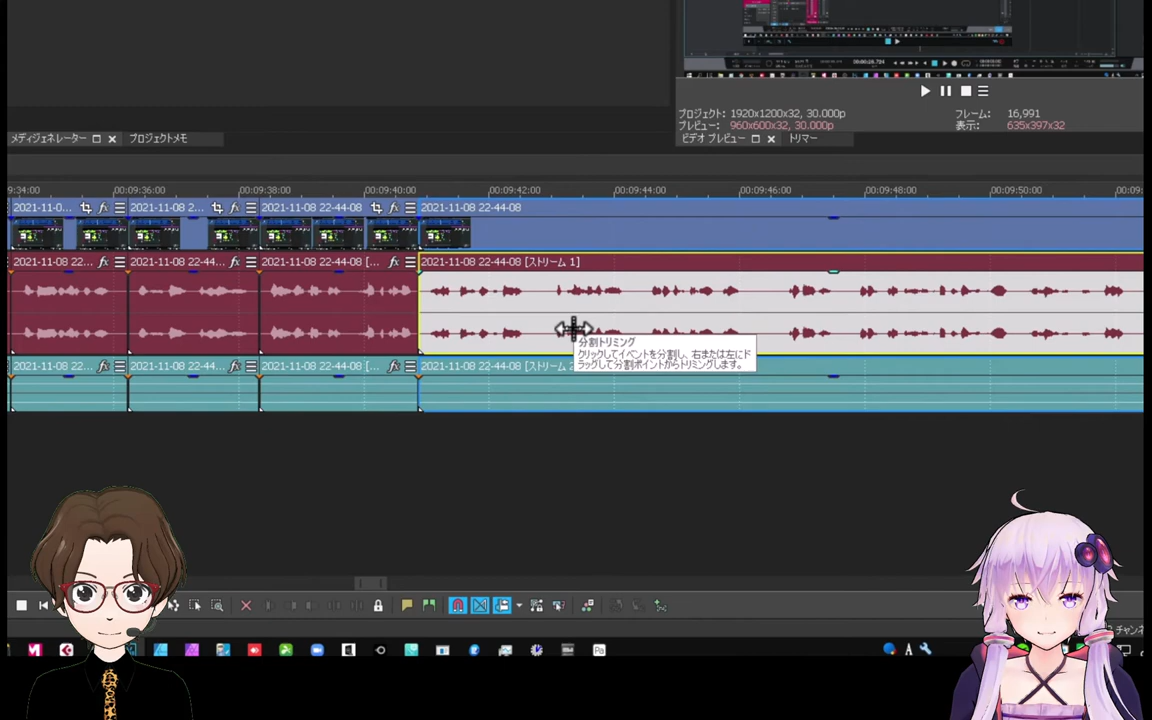 プロジェクト: 1920x1200x32, 30.000p
フレーム: 16,991
プレビュー: 960x600x32, 30.000p
表示: 635x397x32
メディジェネレーター
プロジェクトメモ
ビデオ プレビュー
トリマー
9:34:00 00:09:36:00 00:09:38:00 00:09:40:00 00:09:42:00 00:09:44:00 00:09:46:00 00:09:48:00 00:09:50:00 00:09:
2021-11-0... 2021-11-08 2... 2021-11-08 22-44-08 2021-11-08 22-44-08
2021-11-08 22... 2021-11-08 22-44... 2021-11-08 22-44-08 [... 2021-11-08 22-44-08 [ストリーム 1]
分割トリミング
クリックしてイベントを分割し、右または左にド
ラッグして分割ポイントからトリミングします。
2021-11-08 22... 2021-11-08 22-44... 2021-11-08 22-44-08 [... 2021-11-08 22-44-08 [ストリーム
チャン
Pa
A